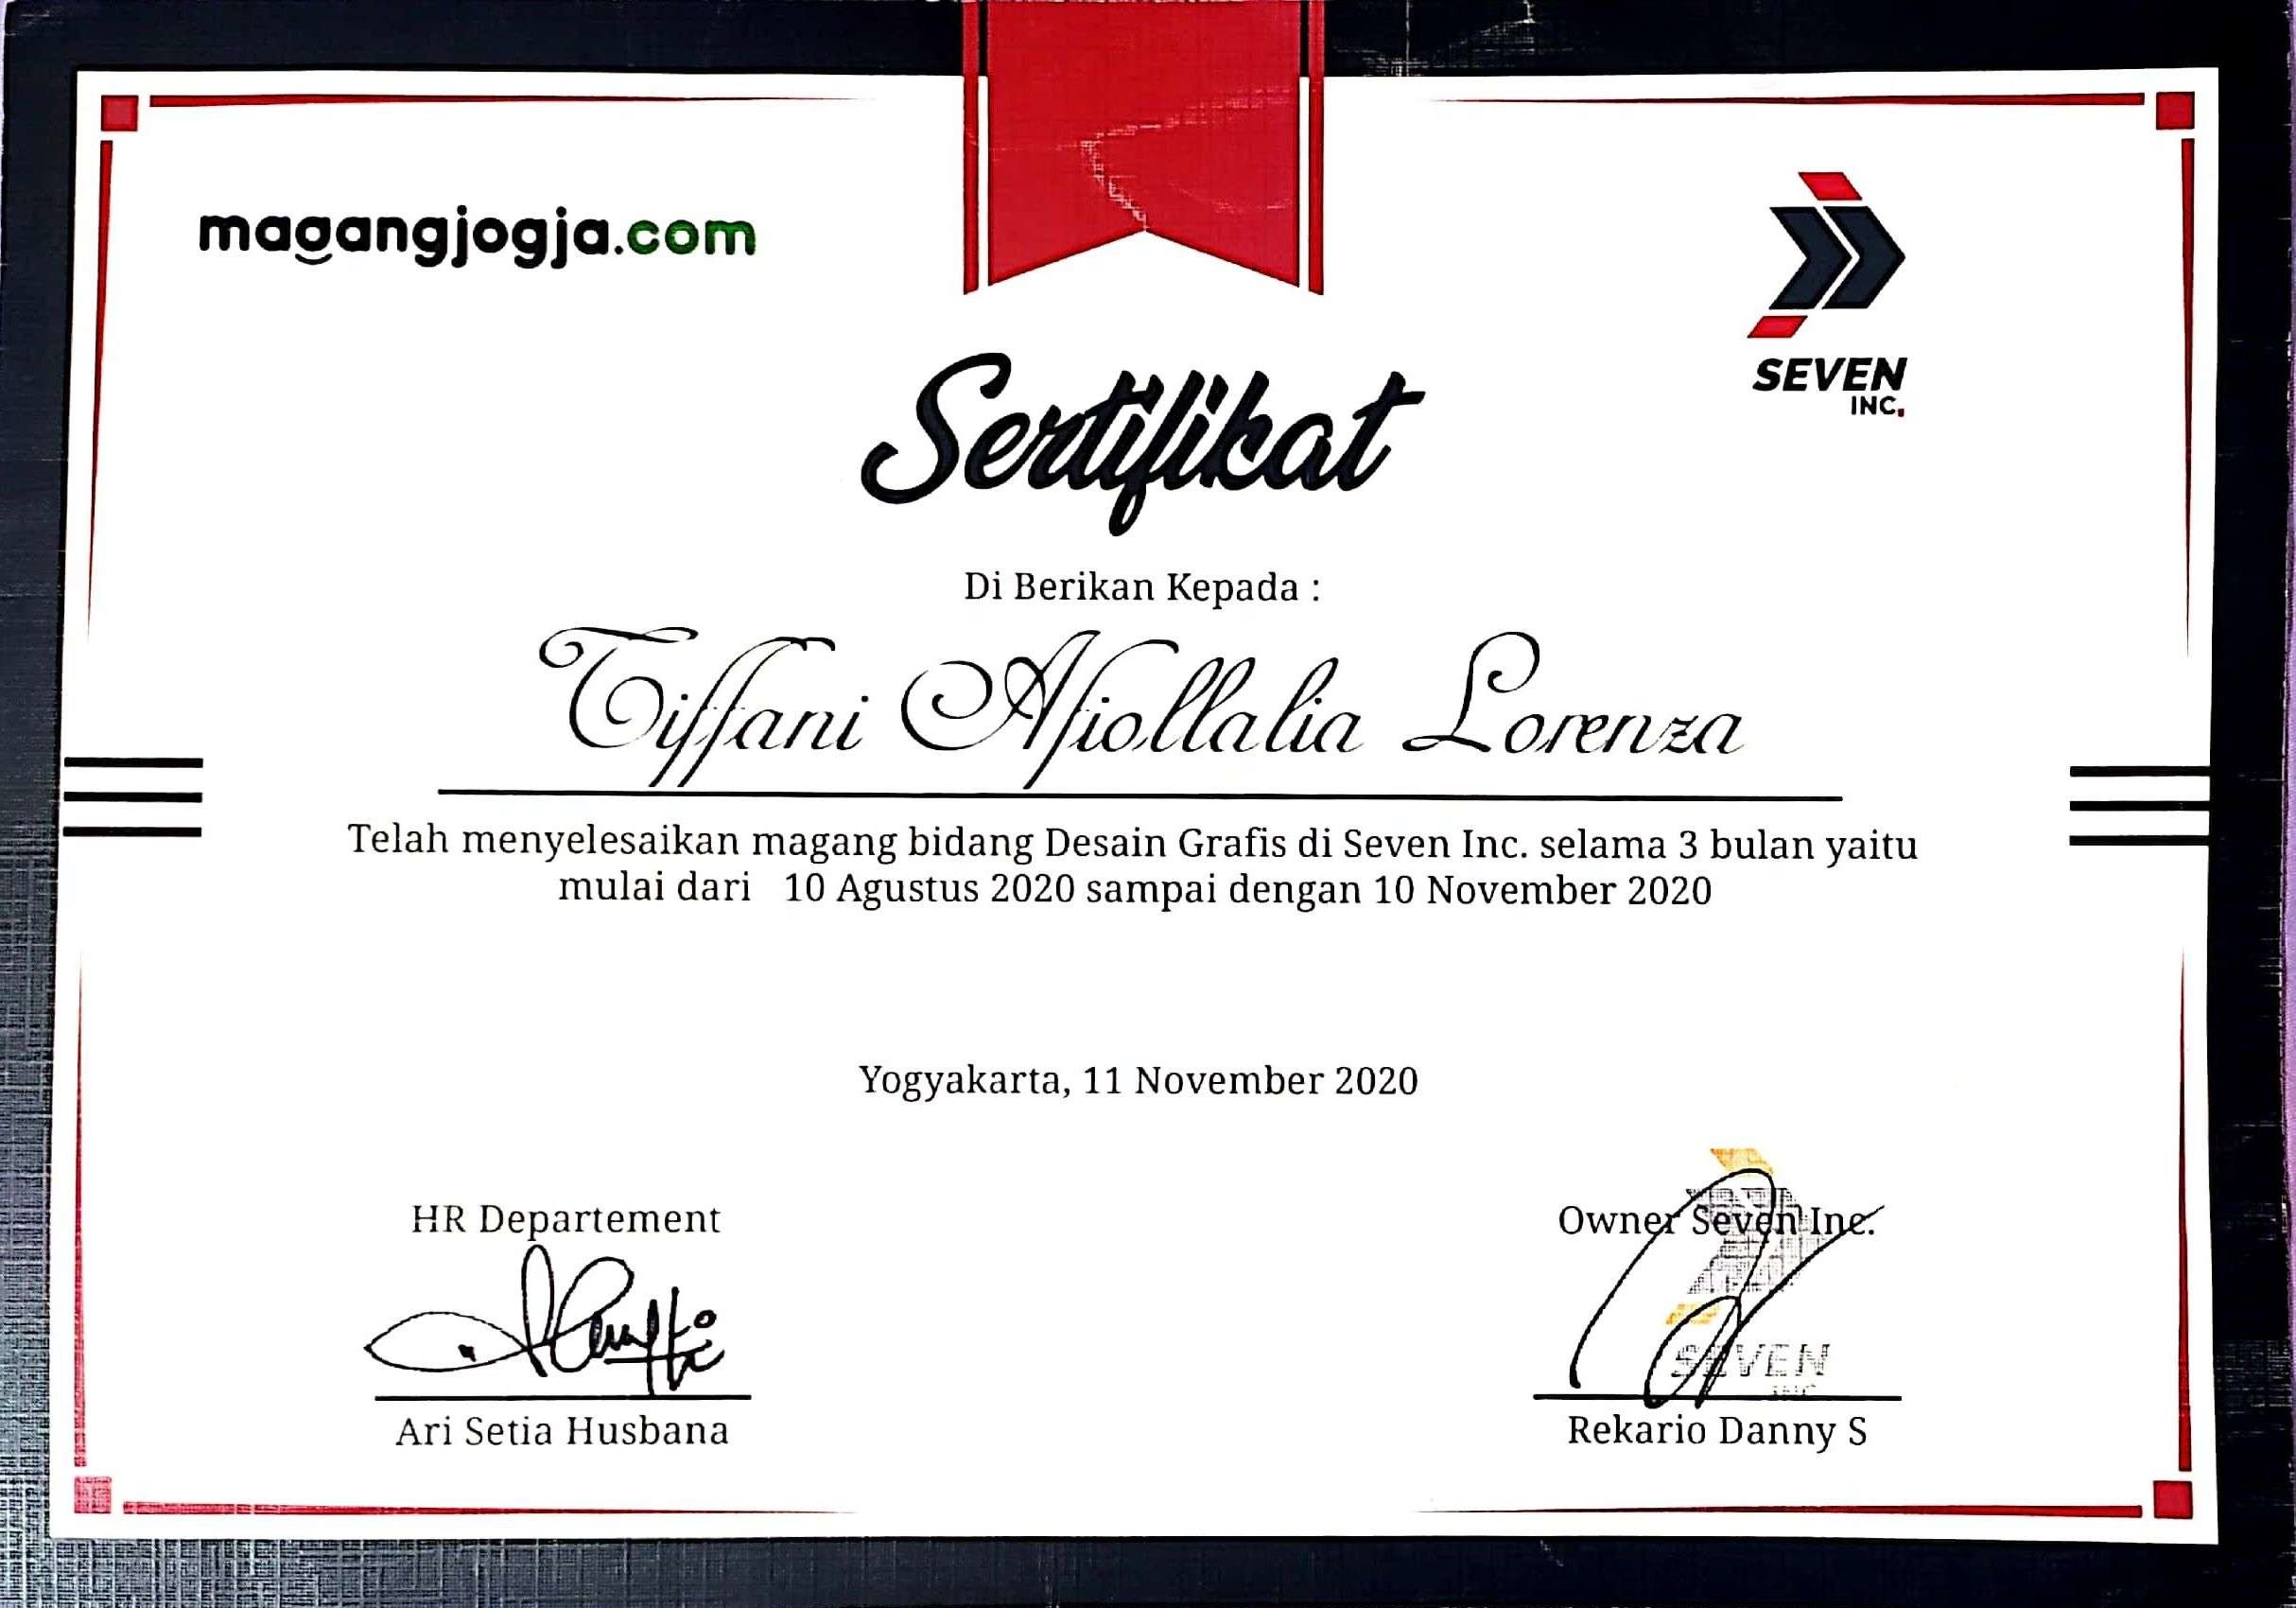 magangjogja.com
SEVEN
INC.
Sertifikat
Di Berikan Kepada :
Tiffani Afiollalia Lorenza
Telah menyelesaikan magang bidang Desain Grafis di Seven Inc. selama 3 bulan yaitu
mulai dari 10 Agustus 2020 sampai dengan 10 November 2020
Yogyakarta, 11 November 2020
HR Departement
Owner Seven Inc.
SEVEN
INC
Ari Setia Husbana
Rekario Danny S